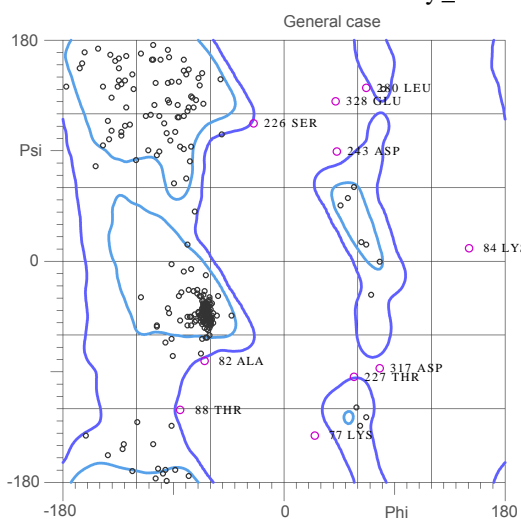 General case
180
280 LEU
328 GLU
226 SER
Psi
243 ASP
84 LYS
0
317 ASP
82 ALA
227 THR
88 THR
77 LYS
-180
-180
0
Phi
180